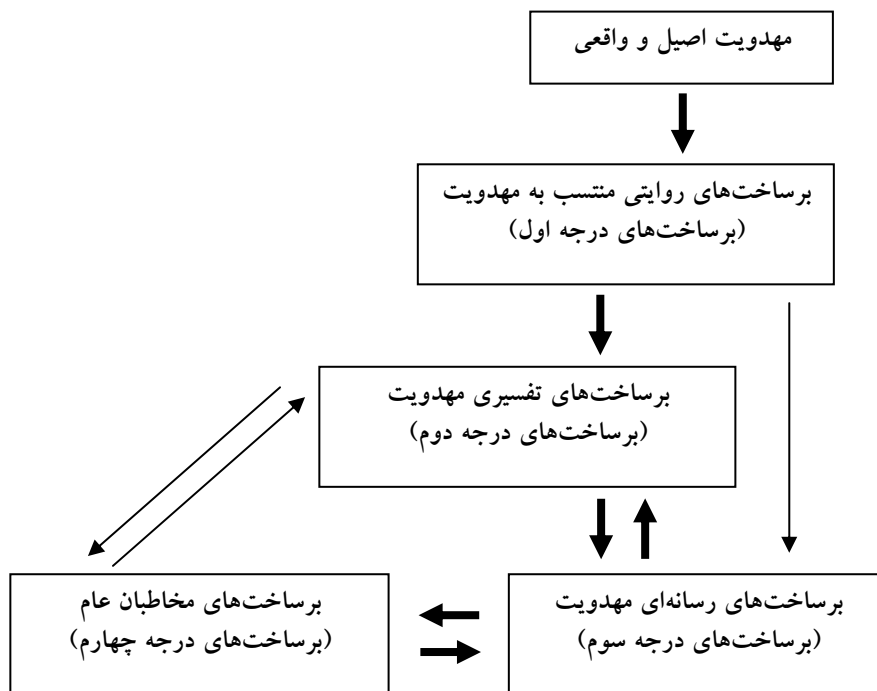 مهدویت اصیل و واقعی
برساخت‌های روایتی منتسب به مهدویت
(برساخت‌های درجه اول)
برساخت‌های تفسیری مهدویت
(برساخت‌های درجه دوم)
برساخت‌های رسانه‌ای مهدویت
(برساخت‌های درجه سوم)
برساخت‌های مخاطبان عام
(برساخت‌های درجه چهارم)